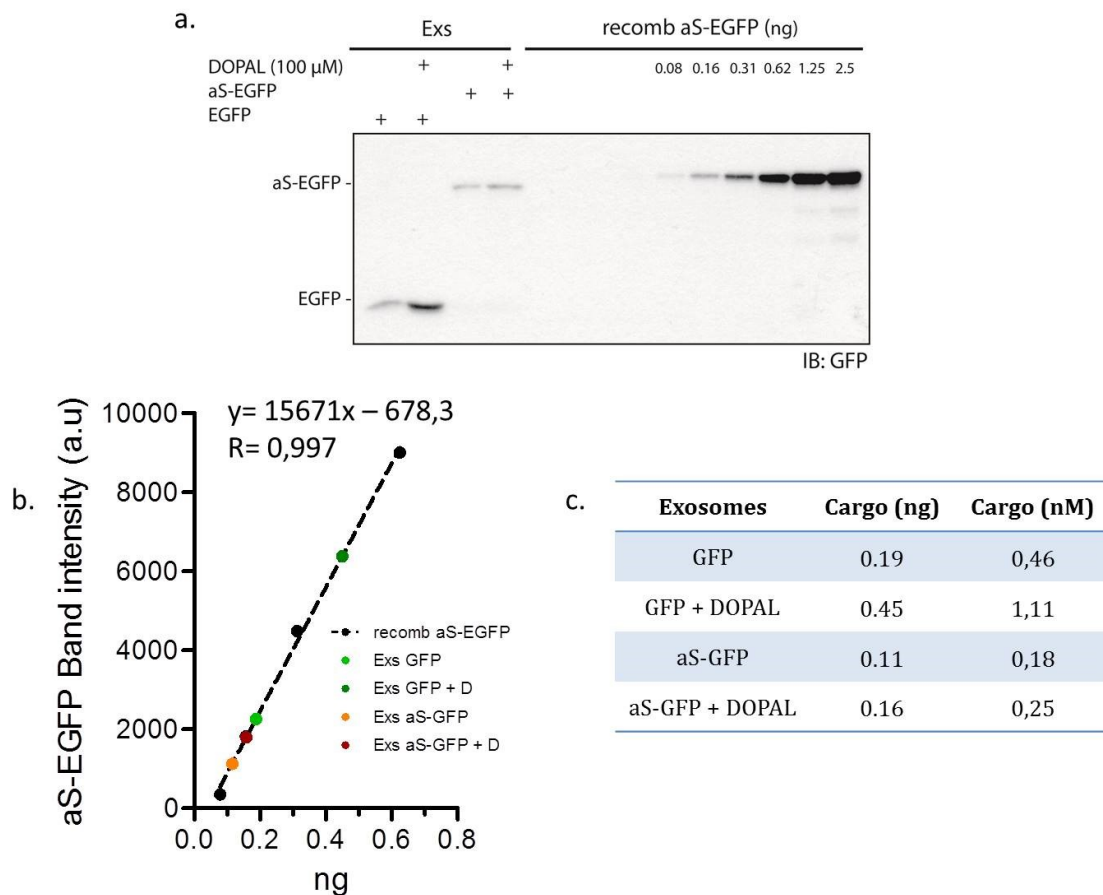 a.
Exs recomb aS-EGFP (ng)
DOPAL (100 µM) + + 0.08 0.16 0.31 0.62 1.25 2.5
aS-EGFP + +
EGFP + +
aS-EGFP -
EGFP -
IB: GFP
b.
y= 15671x – 678,3
R= 0,997
aS-EGFP Band intensity (a.u)
10000
8000
6000
4000
2000
0
0.0 0.2 0.4 0.6 0.8
ng
recomb aS-EGFP
Exs GFP
Exs GFP + D
Exs aS-GFP
Exs aS-GFP + D
c.
Exosomes Cargo (ng) Cargo (nM)
GFP 0.19 0,46
GFP + DOPAL 0.45 1,11
aS-GFP 0.11 0,18
aS-GFP + DOPAL 0.16 0,25